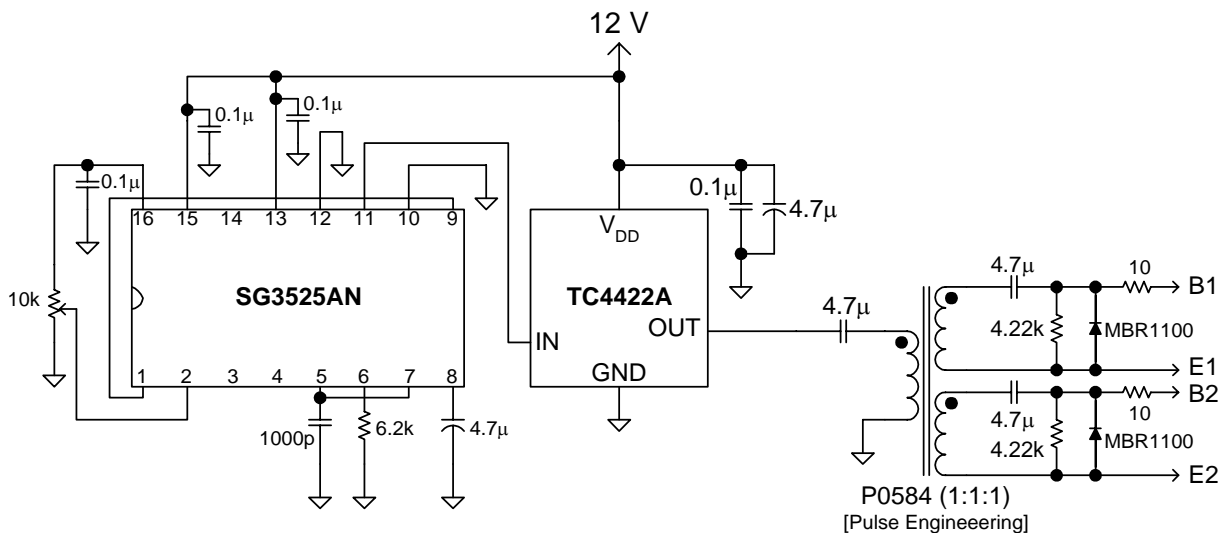 12 V
0.1μ
0.1μ
0.1μ
16 15 14 13 12 11 10 9
SG3525AN
10k
1 2 3 4 5 6 7 8
1000p
6.2k
4.7μ
V_DD
TC4422A
IN
OUT
GND
0.1μ
4.7μ
4.7μ
4.7μ
10
B1
4.22k
MBR1100
E1
B2
4.7μ
10
4.22k
MBR1100
E2
P0584 (1:1:1)
[Pulse Engineeering]